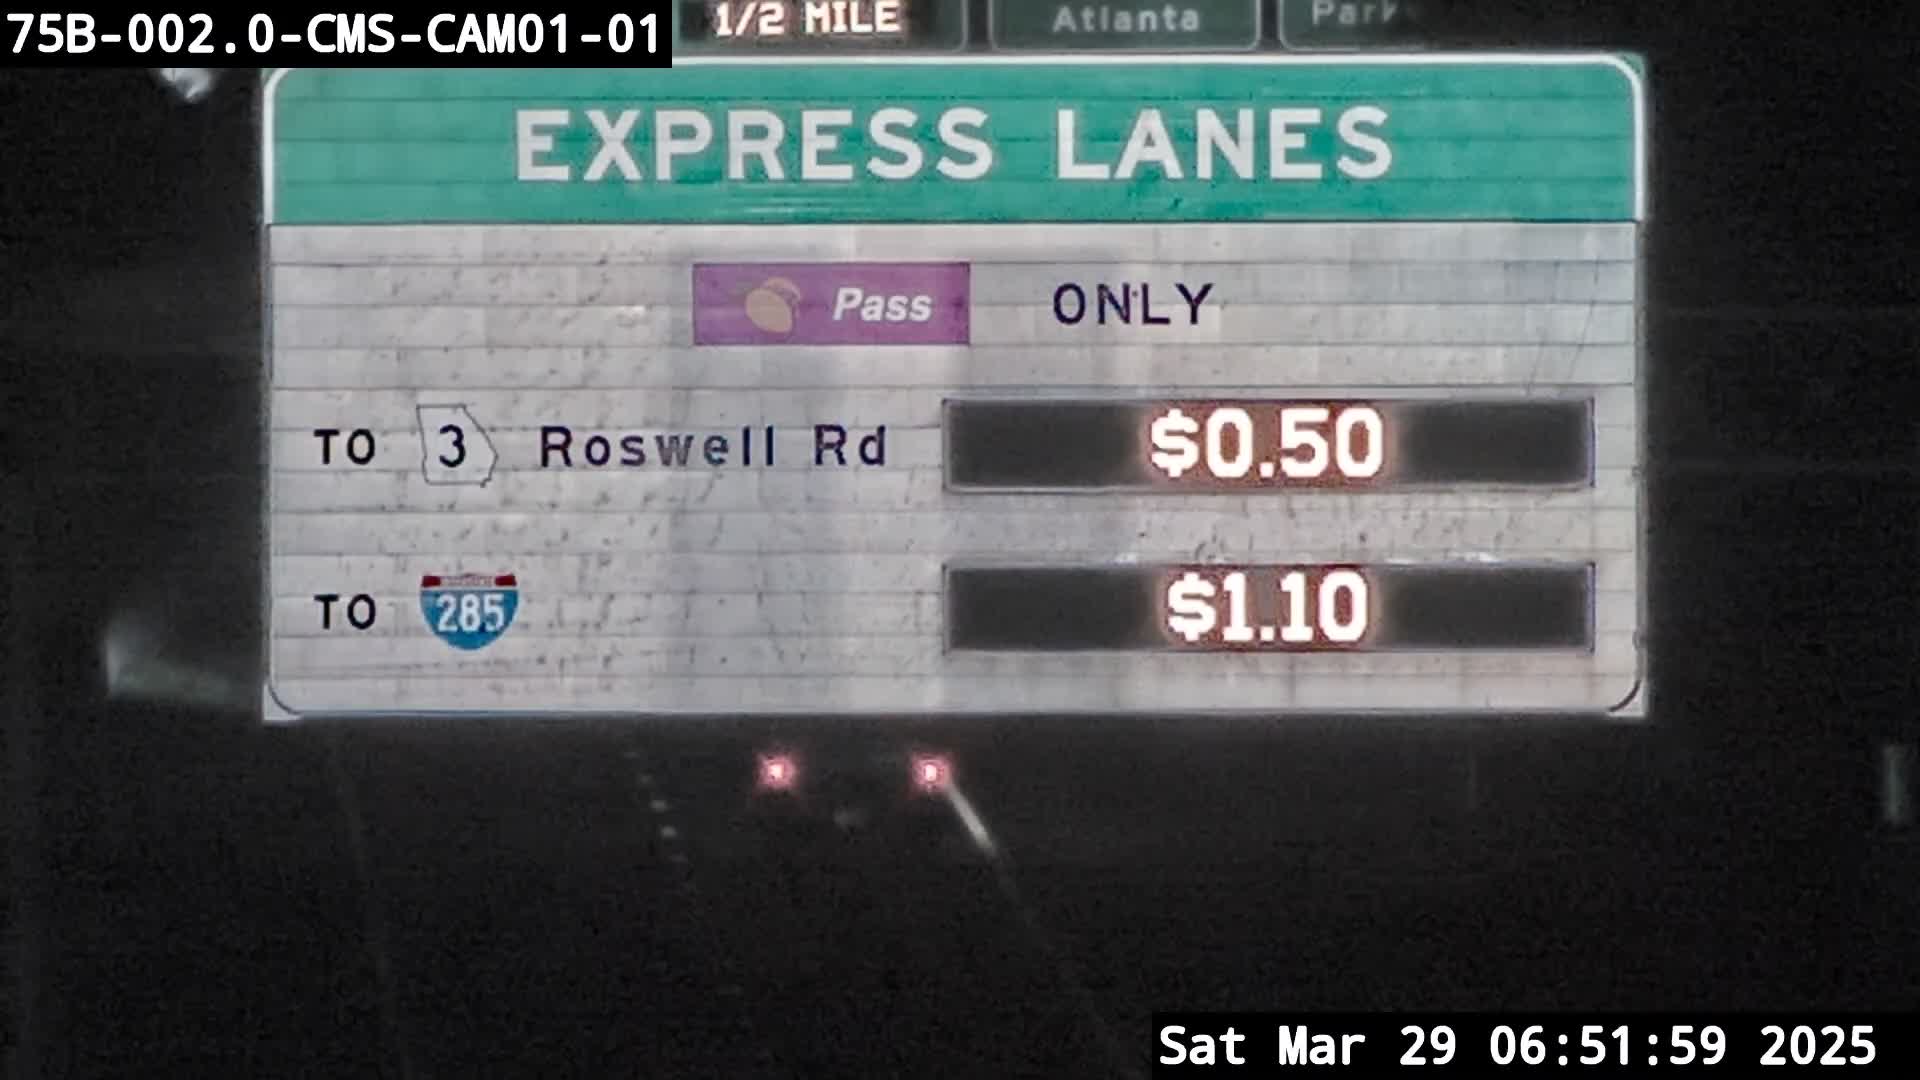 75B-002.0-CMS-CAM01-01
1/2 MILE
Atlanta
Park
EXPRESS LANES
Pass ONLY
TO 3 Roswell Rd $0.50
TO 285 $1.10
Sat Mar 29 06:51:59 2025